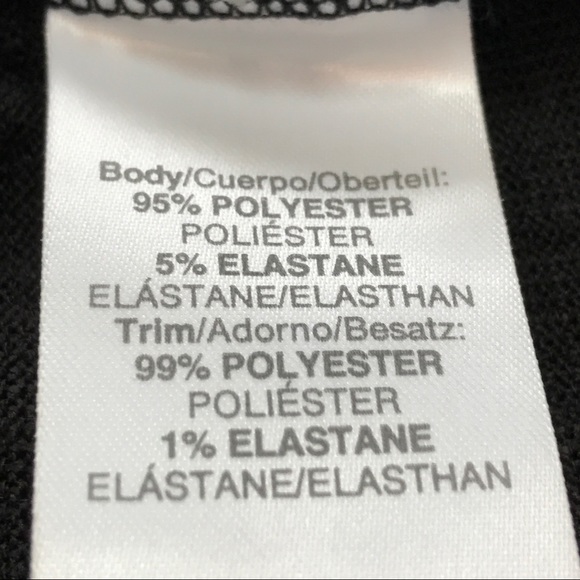 Body/Cuerpo/Oberteil:
95% POLYESTER
POLIÉSTER
5% ELASTANE
ELÁSTANE/ELASTHAN
Trim/Adorno/Besatz:
99% POLYESTER
POLIÉSTER
1% ELASTANE
ELÁSTANE/ELASTHAN